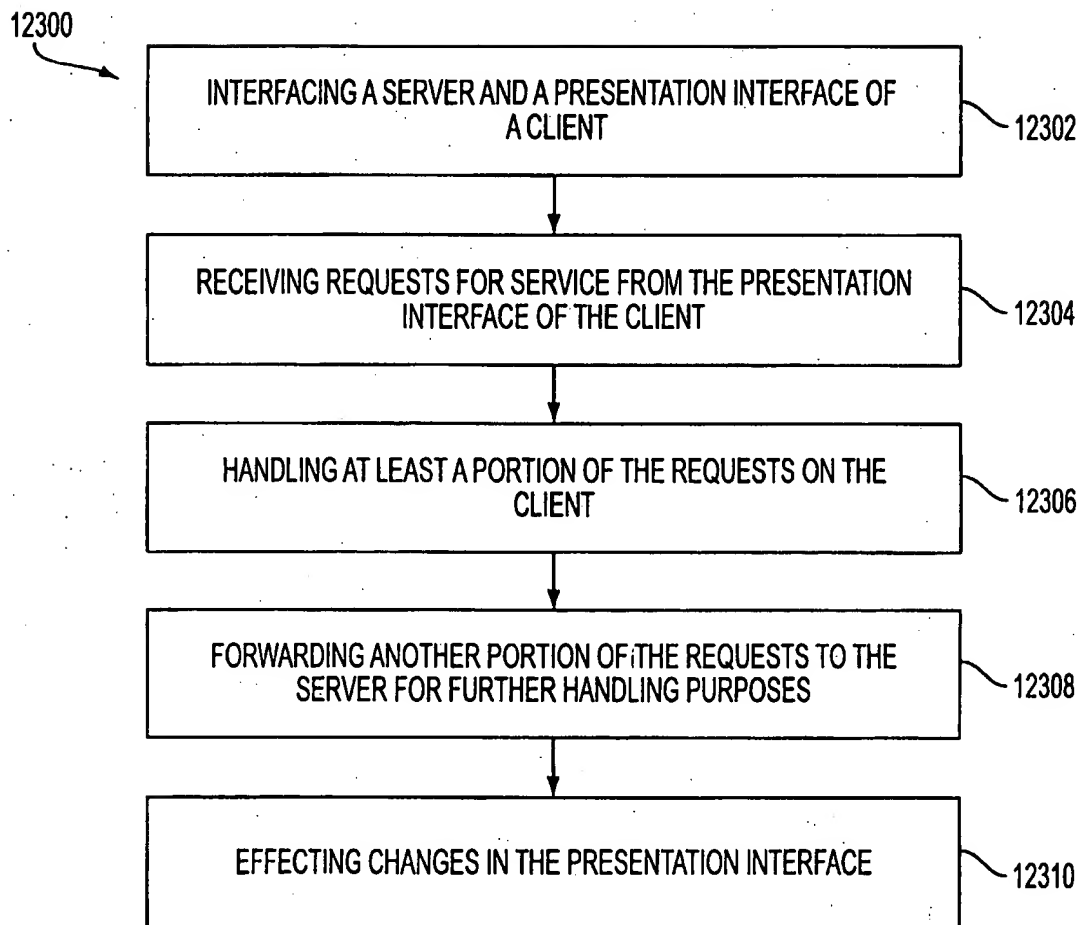 12300
INTERFACING A SERVER AND A PRESENTATION INTERFACE OF
A CLIENT
12302
RECEIVING REQUESTS FOR SERVICE FROM THE PRESENTATION
INTERFACE OF THE CLIENT
12304
HANDLING AT LEAST A PORTION OF THE REQUESTS ON THE
CLIENT
12306
FORWARDING ANOTHER PORTION OF THE REQUESTS TO THE
SERVER FOR FURTHER HANDLING PURPOSES
12308
EFFECTING CHANGES IN THE PRESENTATION INTERFACE
12310